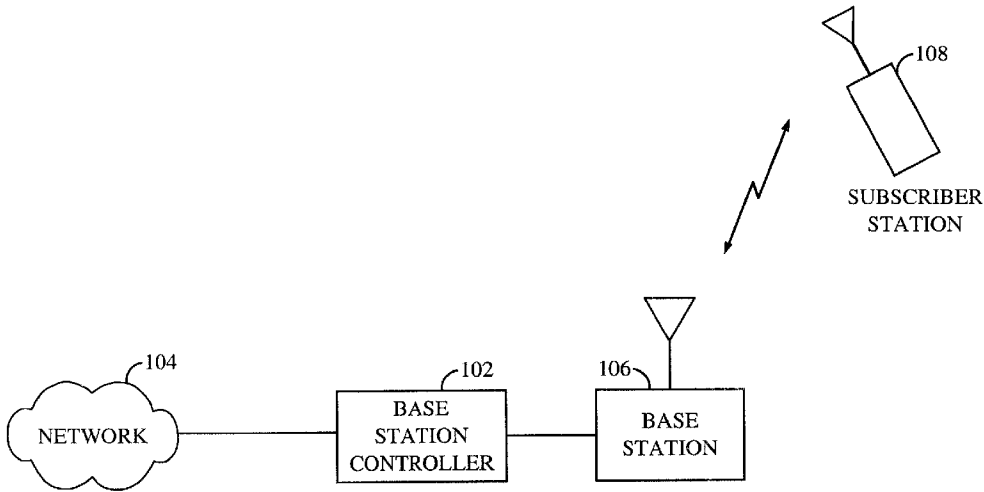 108
SUBSCRIBER
STATION
104
NETWORK
102
BASE
STATION
CONTROLLER
106
BASE
STATION